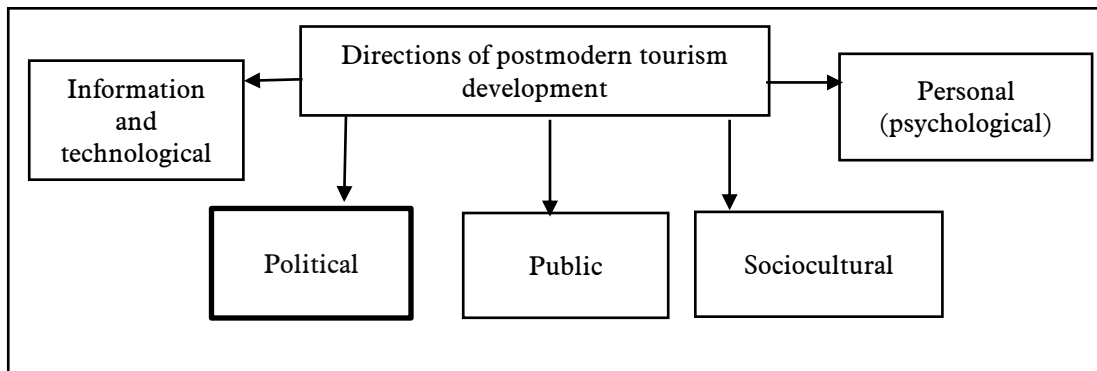 Directions of postmodern tourism
development
Information
and
technological
Personal
(psychological)
Political
Public
Sociocultural